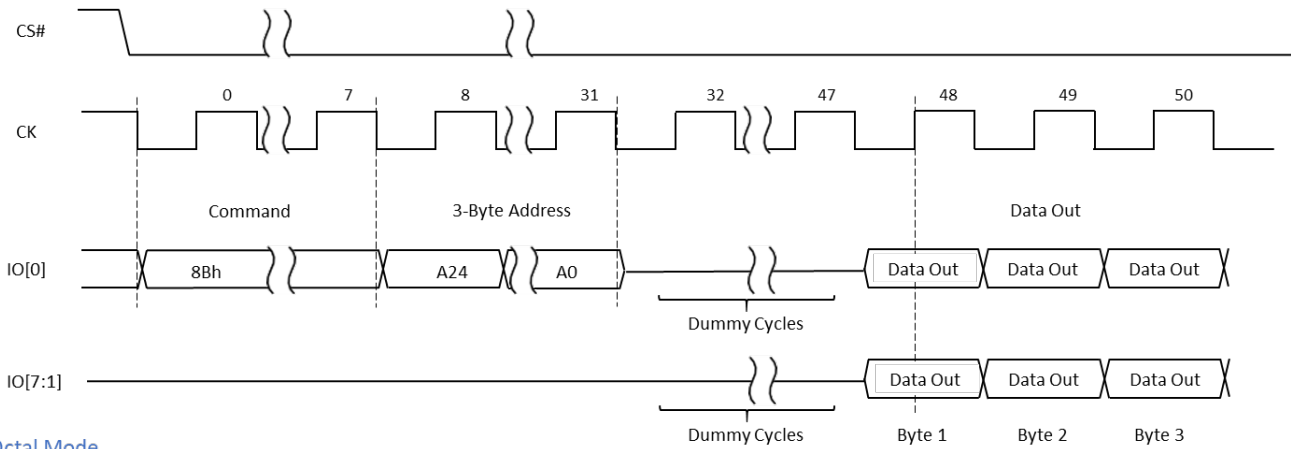 CS#
0 7 8 31 32 47 48 49 50
CK
Command 3-Byte Address Data Out
IO[0] 8Bh A24 A0 Data Out Data Out Data Out
Dummy Cycles
IO[7:1] Data Out Data Out Data Out
Dummy Cycles Byte 1 Byte 2 Byte 3
Octal Mode